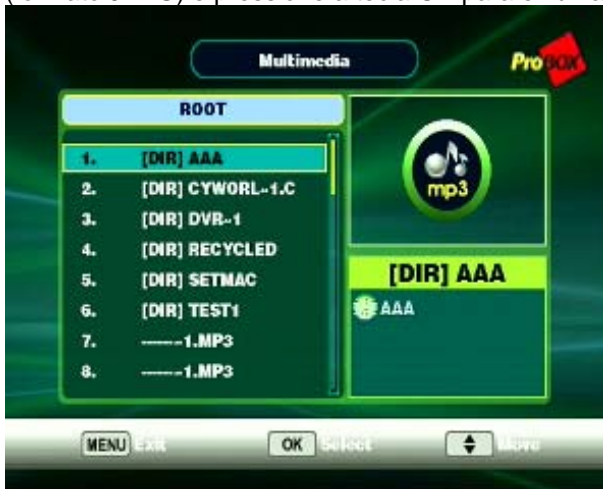 Multimedia
ProBOX
ROOT
1. [DIR] AAA
2. [DIR] CYWORL~1.C
3. [DIR] DVR~1
4. [DIR] RECYCLED
5. [DIR] SETMAC
6. [DIR] TEST1
7. ------1.MP3
8. ------1.MP3
mp3
[DIR] AAA
AAA
MENU Exit
OK Select
Move